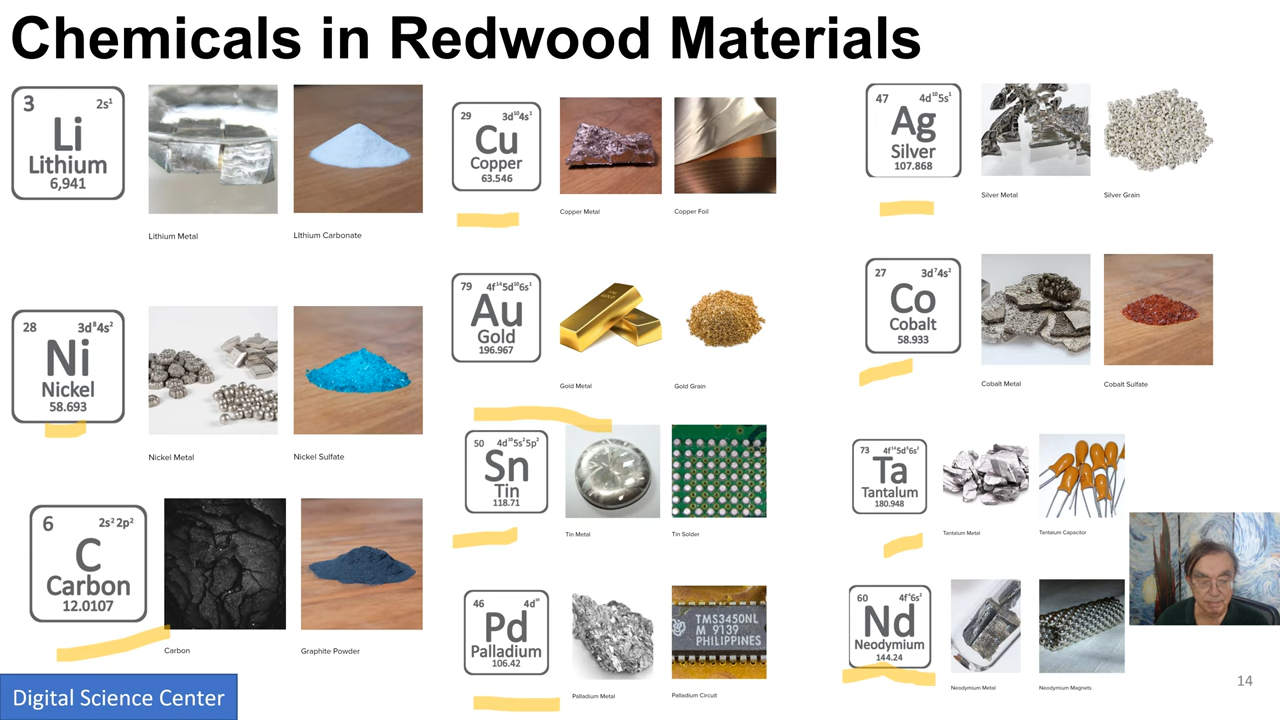 Chemicals in Redwood Materials
3 2s¹
Li
Lithium
6,941
Lithium Metal
LIthium Carbonate
28 3d⁸4s²
Ni
Nickel
58.693
Nickel Metal
Nickel Sulfate
6 2s² 2p²
C
Carbon
12.0107
Carbon
Graphite Powder
29 3d¹⁰4s¹
Cu
Copper
63.546
Copper Metal
Copper Foil
79 4f¹⁴5d¹⁰6s¹
Au
Gold
196.967
Gold Metal
Gold Grain
50 4d¹⁰5s²5p²
Sn
Tin
118.71
Tin Metal
Tin Solder
46 4d¹⁰
Pd
Palladium
106.42
TMS3450NL
M 9139
PHILIPPINES
Palladium Metal
Palladium Circuit
47 4d¹⁰5s¹
Ag
Silver
107.868
Silver Metal
Silver Grain
27 3d⁷4s²
Co
Cobalt
58.933
Cobalt Metal
Cobalt Sulfate
73 4f¹⁴5d³6s²
Ta
Tantalum
180.948
Tantalum Metal
Tantalum Capacitor
60 4f⁴6s²
Nd
Neodymium
144.24
Neodymium Metal
Neodymium Magnets
Digital Science Center
14